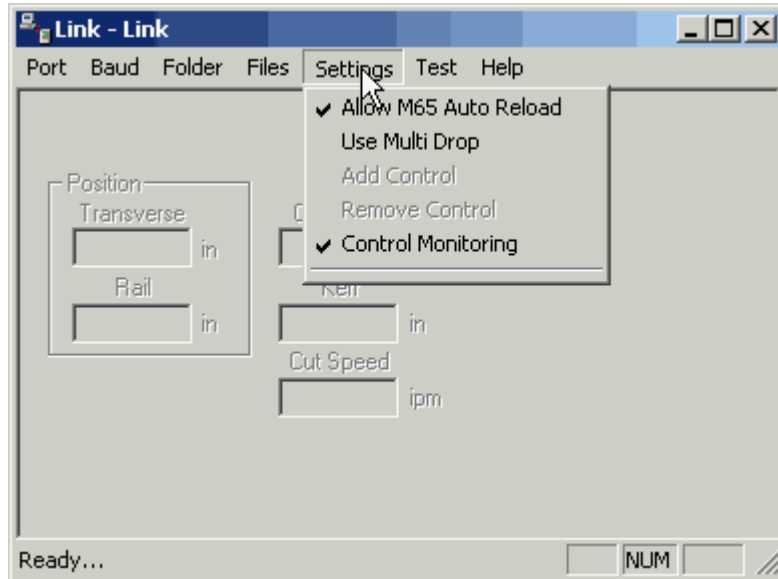 Link - Link
Port Baud Folder Files Settings Test Help
Allow M65 Auto Reload
Use Multi Drop
Add Control
Remove Control
Control Monitoring
Position
Transverse
in
Rail
in
Kerf
in
Cut Speed
ipm
Ready...
NUM